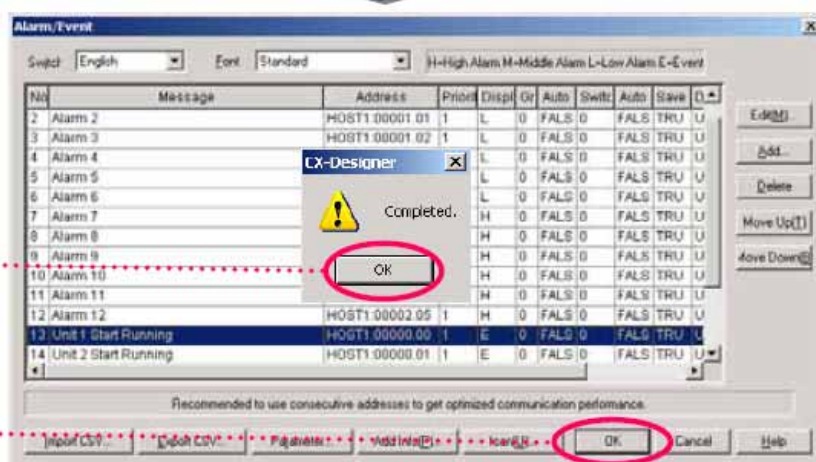 Alarm/Event
Switch English Font Standard H=High Alarm M=Middle Alarm L=Low Alarm E=Event
No Message Address Priorit Displ Gr Auto Switc Auto Save D
2 Alarm 2 HOST1:00001.01 1 L 0 FALS 0 FALS TRU U
3 Alarm 3 HOST1:00001.02 1 L 0 FALS 0 FALS TRU U
4 Alarm 4 L 0 FALS 0 FALS TRU U
5 Alarm 5 L 0 FALS 0 FALS TRU U
6 Alarm 6 L 0 FALS 0 FALS TRU U
7 Alarm 7 H 0 FALS 0 FALS TRU U
8 Alarm 8 H 0 FALS 0 FALS TRU U
9 Alarm 9 H 0 FALS 0 FALS TRU U
10 Alarm 10 H 0 FALS 0 FALS TRU U
11 Alarm 11 H 0 FALS 0 FALS TRU U
12 Alarm 12 HOST1:00002.05 1 H 0 FALS 0 FALS TRU U
13 Unit 1 Start Running HOST1:00000.00 1 E 0 FALS 0 FALS TRU U
14 Unit 2 Start Running HOST1:00000.01 1 E 0 FALS 0 FALS TRU U
CX-Designer
Completed.
OK
Edit(M)...
Add...
Delete
Move Up(T)
Move Down(B)
Recommended to use consecutive addresses to get optimized communication performance.
Import CSV... Export CSV... Parameter... Add Info(P)... OK Cancel Help